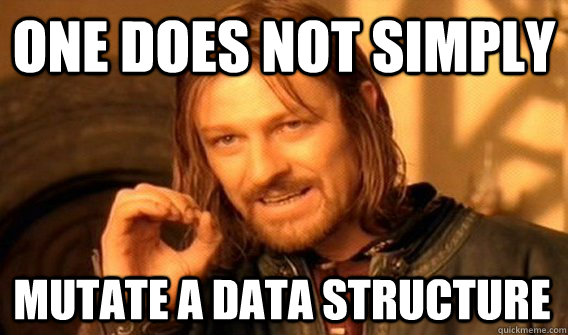 ONE DOES NOT SIMPLY
MUTATE A DATA STRUCTURE
quickmeme.com